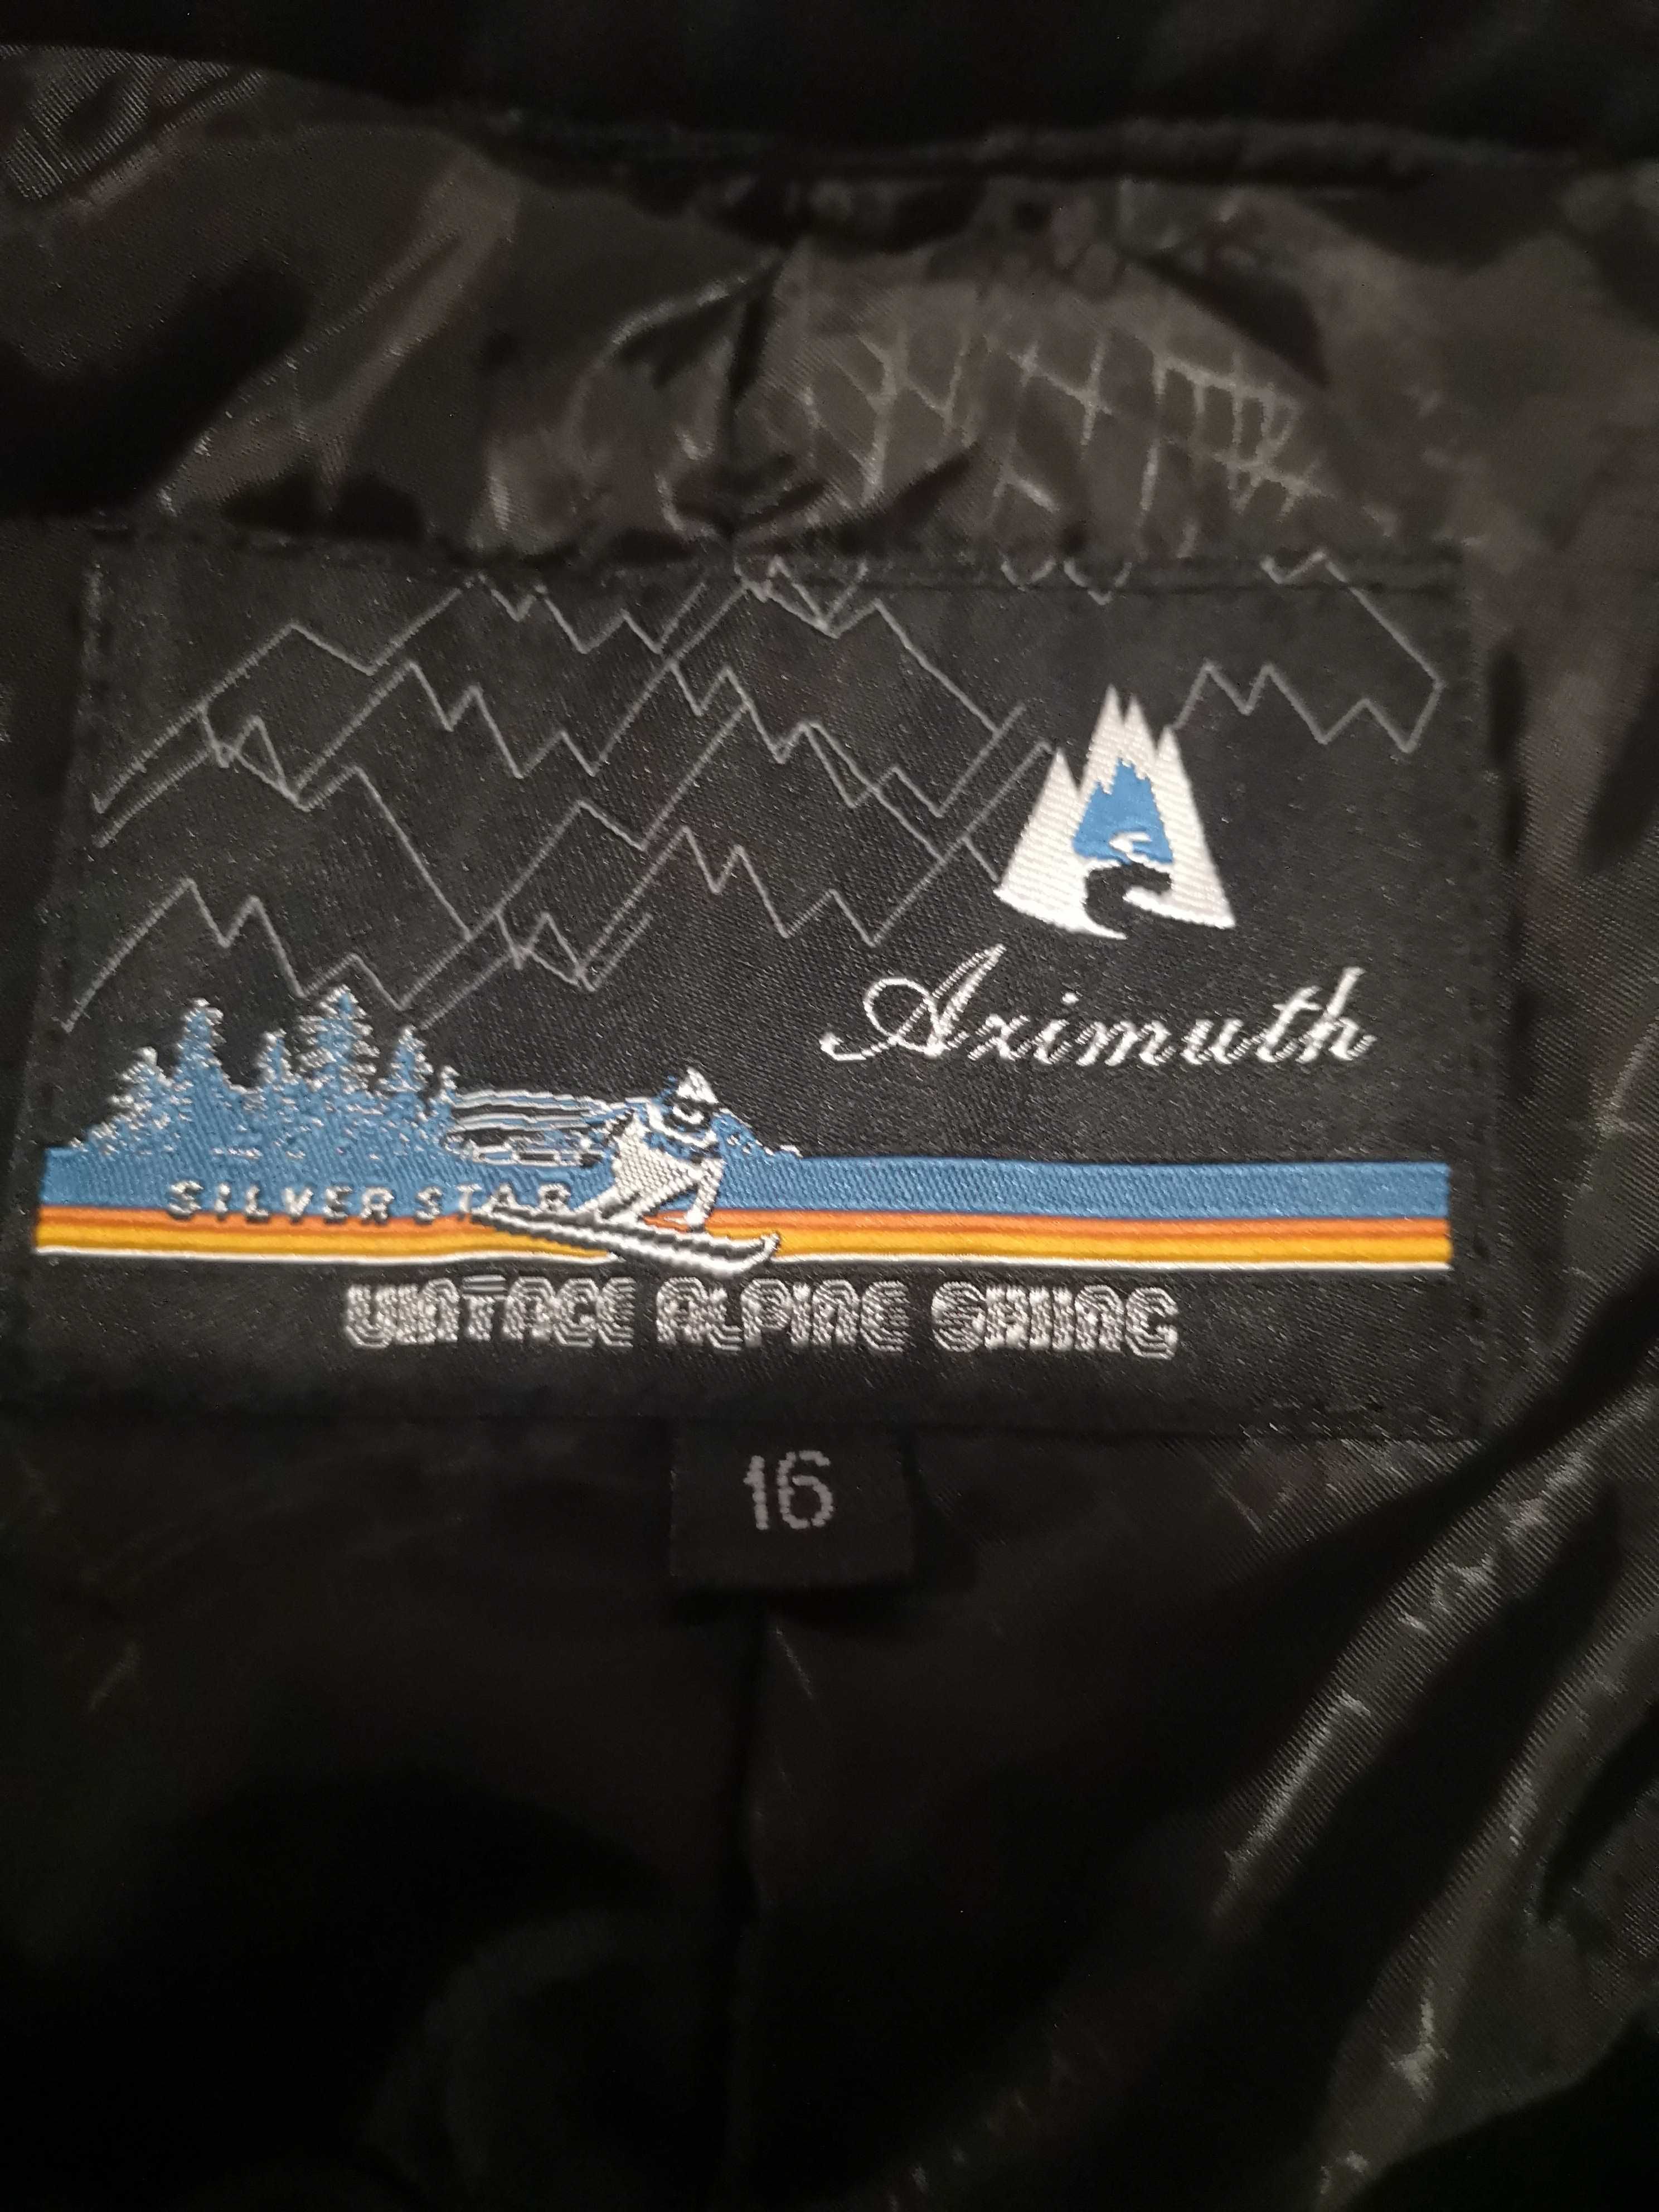 Azimuth
SILVER STAR
VINTAGE ALPINE SKIING
16